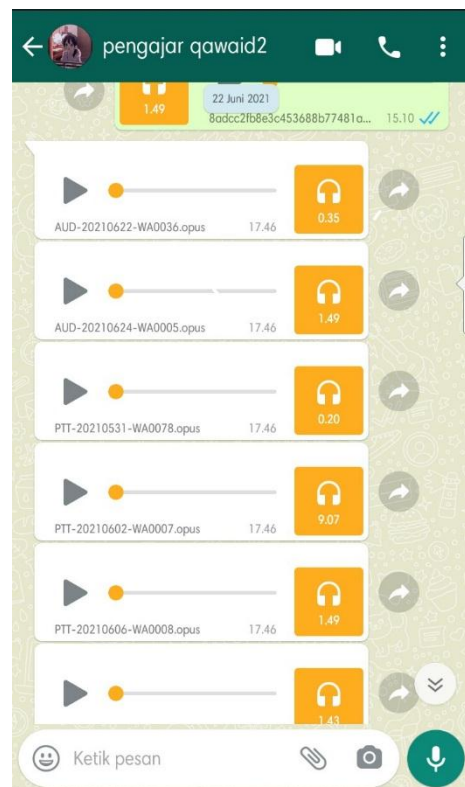 pengajar qawaid2
22 Juni 2021
1.49
8adcc2fb8e3c453688b77481a... 15.10
0.35
AUD-20210622-WA0036.opus 17.46
1.49
AUD-20210624-WA0005.opus 17.46
0.20
PTT-20210531-WA0078.opus 17.46
9.07
PTT-20210602-WA0007.opus 17.46
1.49
PTT-20210606-WA0008.opus 17.46
1.43
Ketik pesan